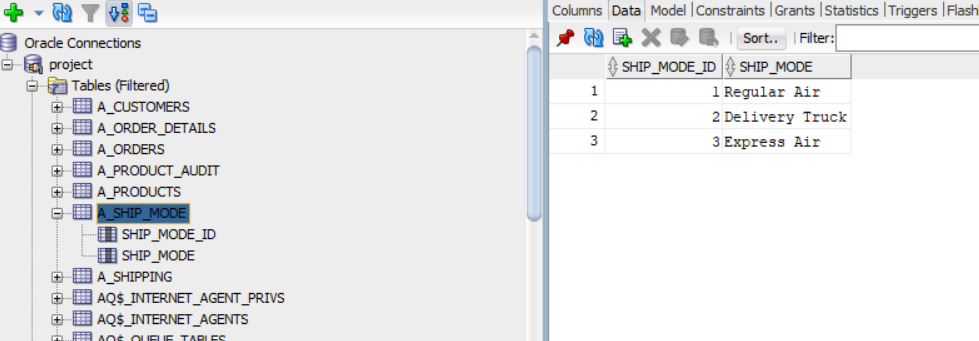 Oracle Connections
project
Tables (Filtered)
A_CUSTOMERS
A_ORDER_DETAILS
A_ORDERS
A_PRODUCT_AUDIT
A_PRODUCTS
A_SHIP_MODE
SHIP_MODE_ID
SHIP_MODE
A_SHIPPING
AQ$_INTERNET_AGENT_PRIVS
AQ$_INTERNET_AGENTS
AQ$_QUEUE_TABLES
Columns Data Model Constraints Grants Statistics Triggers Flash
Sort.. Filter:
SHIP_MODE_ID SHIP_MODE
1 1 Regular Air
2 2 Delivery Truck
3 3 Express Air